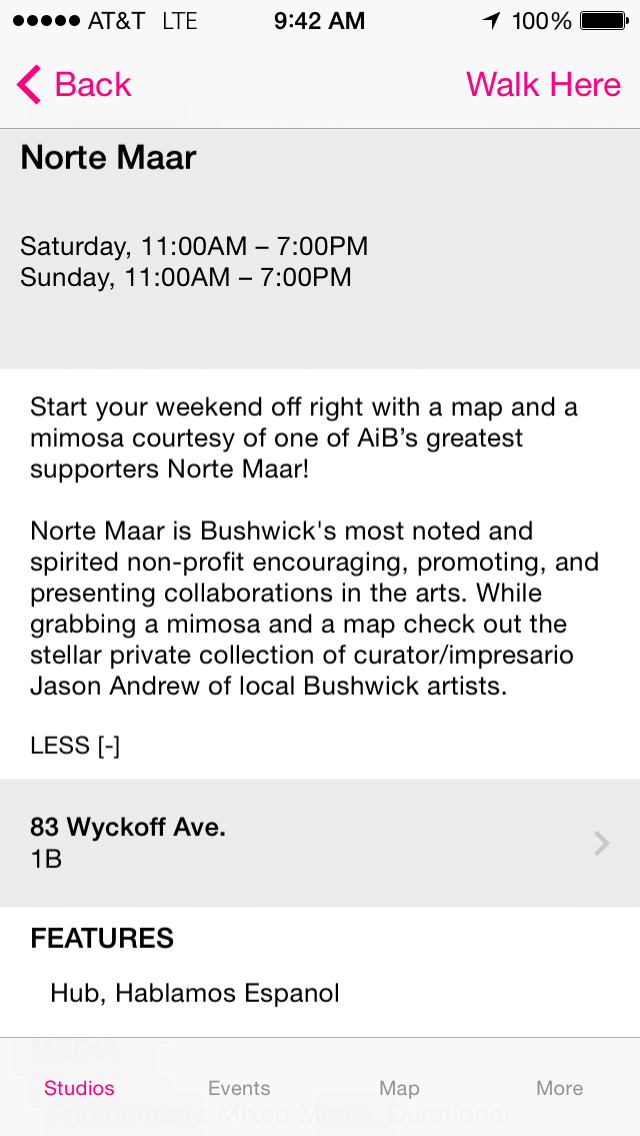 AT&T LTE 9:42 AM 100%
Back Walk Here
Norte Maar
Saturday, 11:00AM – 7:00PM
Sunday, 11:00AM – 7:00PM
Start your weekend off right with a map and a
mimosa courtesy of one of AiB’s greatest
supporters Norte Maar!
Norte Maar is Bushwick's most noted and
spirited non-profit encouraging, promoting, and
presenting collaborations in the arts. While
grabbing a mimosa and a map check out the
stellar private collection of curator/impresario
Jason Andrew of local Bushwick artists.
LESS [-]
83 Wyckoff Ave.
1B
FEATURES
Hub, Hablamos Espanol
MEDIA
Studios Events Map More
Photography, Mixed Media, Durational,